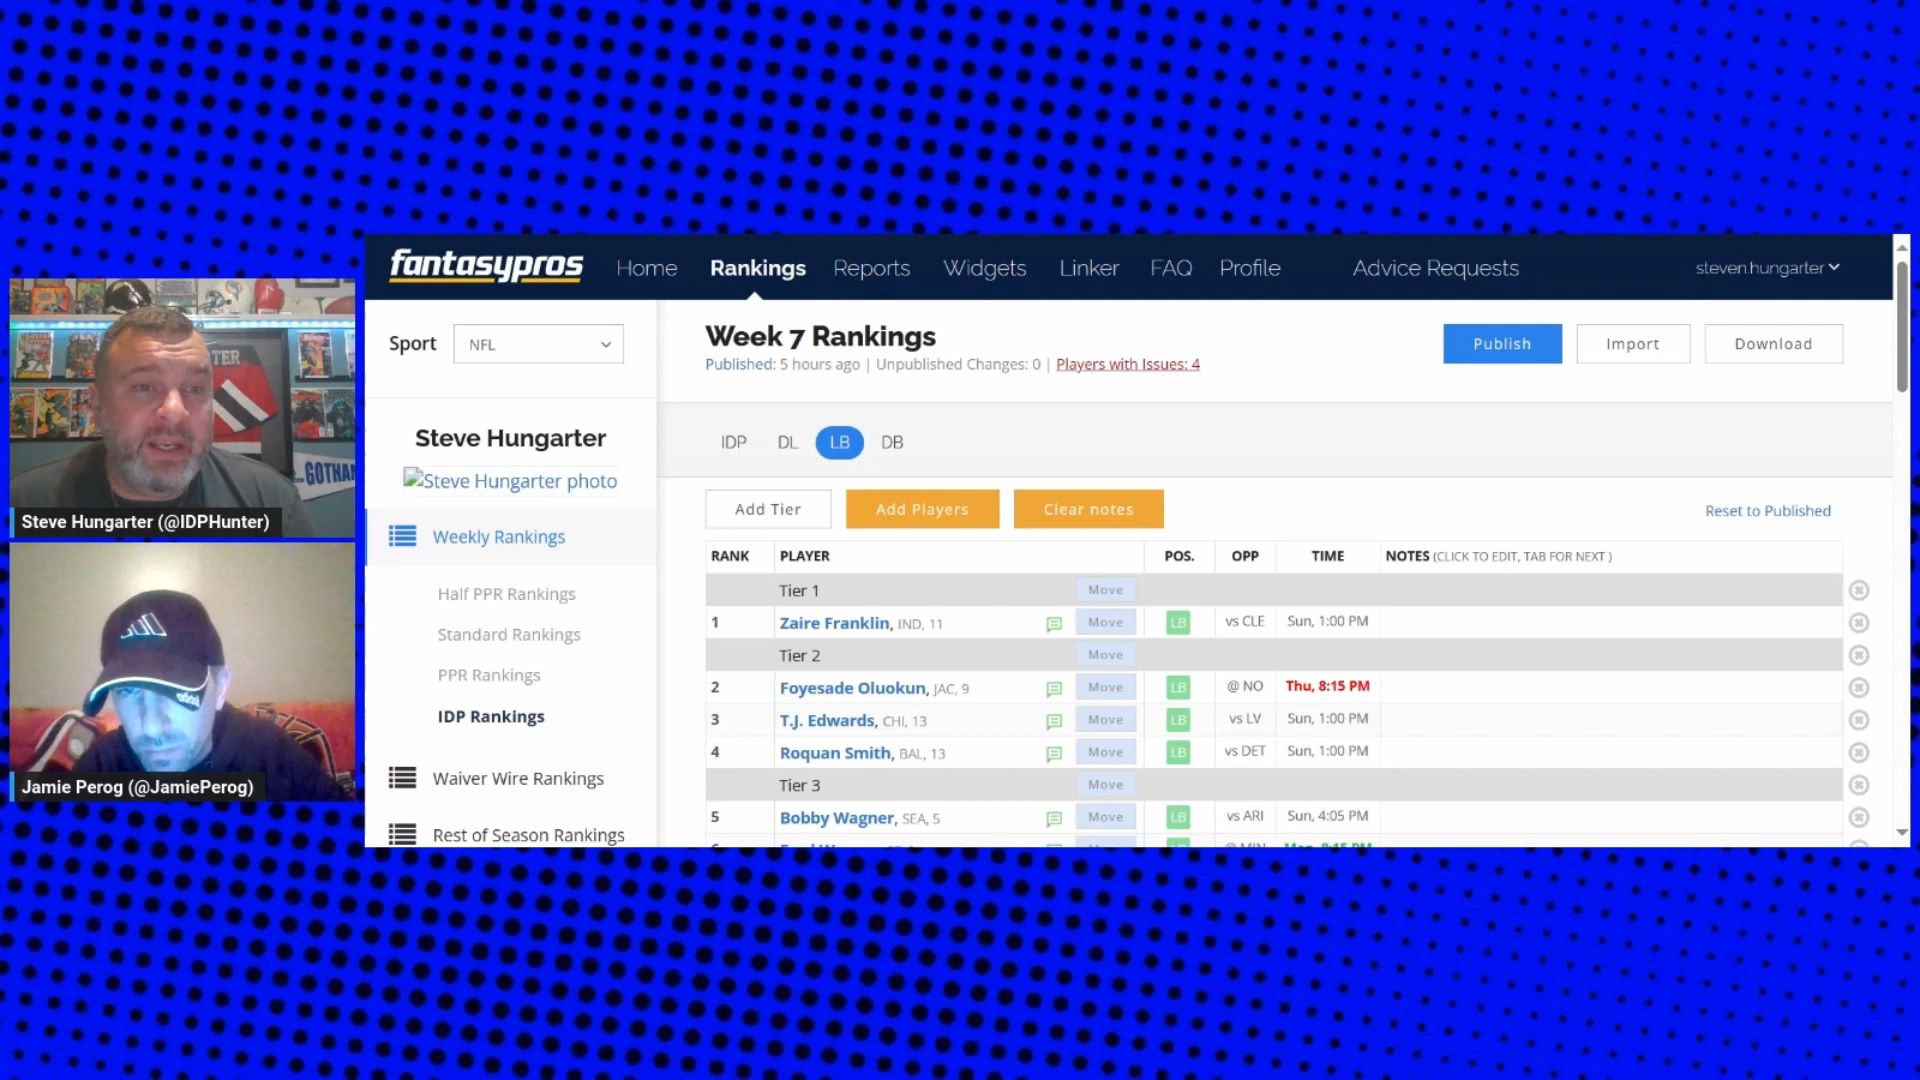 fantasypros Home Rankings Reports Widgets Linker FAQ Profile Advice Requests steven.hungarter
Sport NFL
Week 7 Rankings
Published: 5 hours ago | Unpublished Changes: 0 | Players with Issues: 4
Publish Import Download
IDP DL LB DB
Steve Hungarter
Steve Hungarter photo
Weekly Rankings
Half PPR Rankings
Standard Rankings
PPR Rankings
IDP Rankings
Waiver Wire Rankings
Rest of Season Rankings
Add Tier Add Players Clear notes Reset to Published
RANK PLAYER POS. OPP TIME NOTES (CLICK TO EDIT, TAB FOR NEXT )
Tier 1 Move
1 Zaire Franklin, IND, 11 Move LB vs CLE Sun, 1:00 PM
Tier 2 Move
2 Foyesade Oluokun, JAC, 9 Move LB @ NO Thu, 8:15 PM
3 T.J. Edwards, CHI, 13 Move LB vs LV Sun, 1:00 PM
4 Roquan Smith, BAL, 13 Move LB vs DET Sun, 1:00 PM
Tier 3 Move
5 Bobby Wagner, SEA, 5 Move LB vs ARI Sun, 4:05 PM
TER
GOTHAM
Steve Hungarter (@IDPHunter)
adidas
Jamie Perog (@JamiePerog)